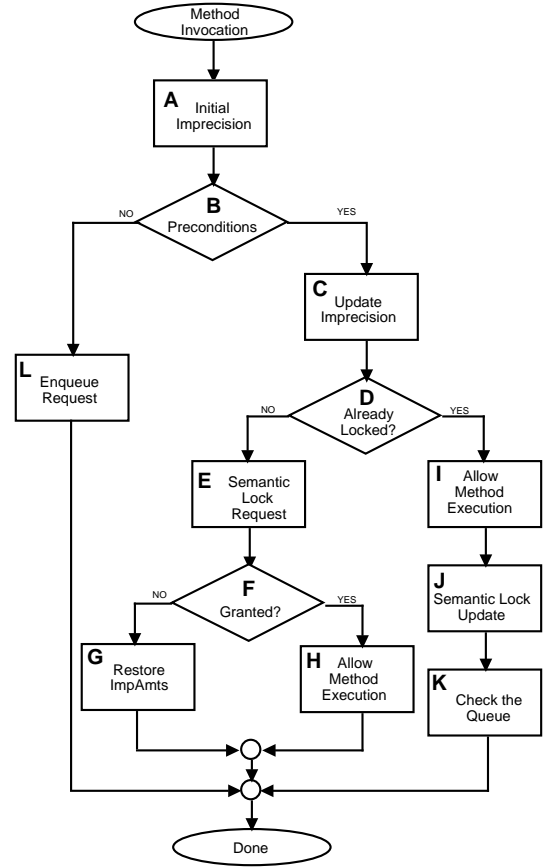 Method
Invocation
A
Initial
Imprecision
B
Preconditions
NO
YES
C
Update
Imprecision
L
Enqueue
Request
D
Already
Locked?
NO
YES
E
Semantic
Lock
Request
I
Allow
Method
Execution
F
Granted?
NO
YES
J
Semantic Lock
Update
G
Restore
ImpAmts
H
Allow
Method
Execution
K
Check the
Queue
Done